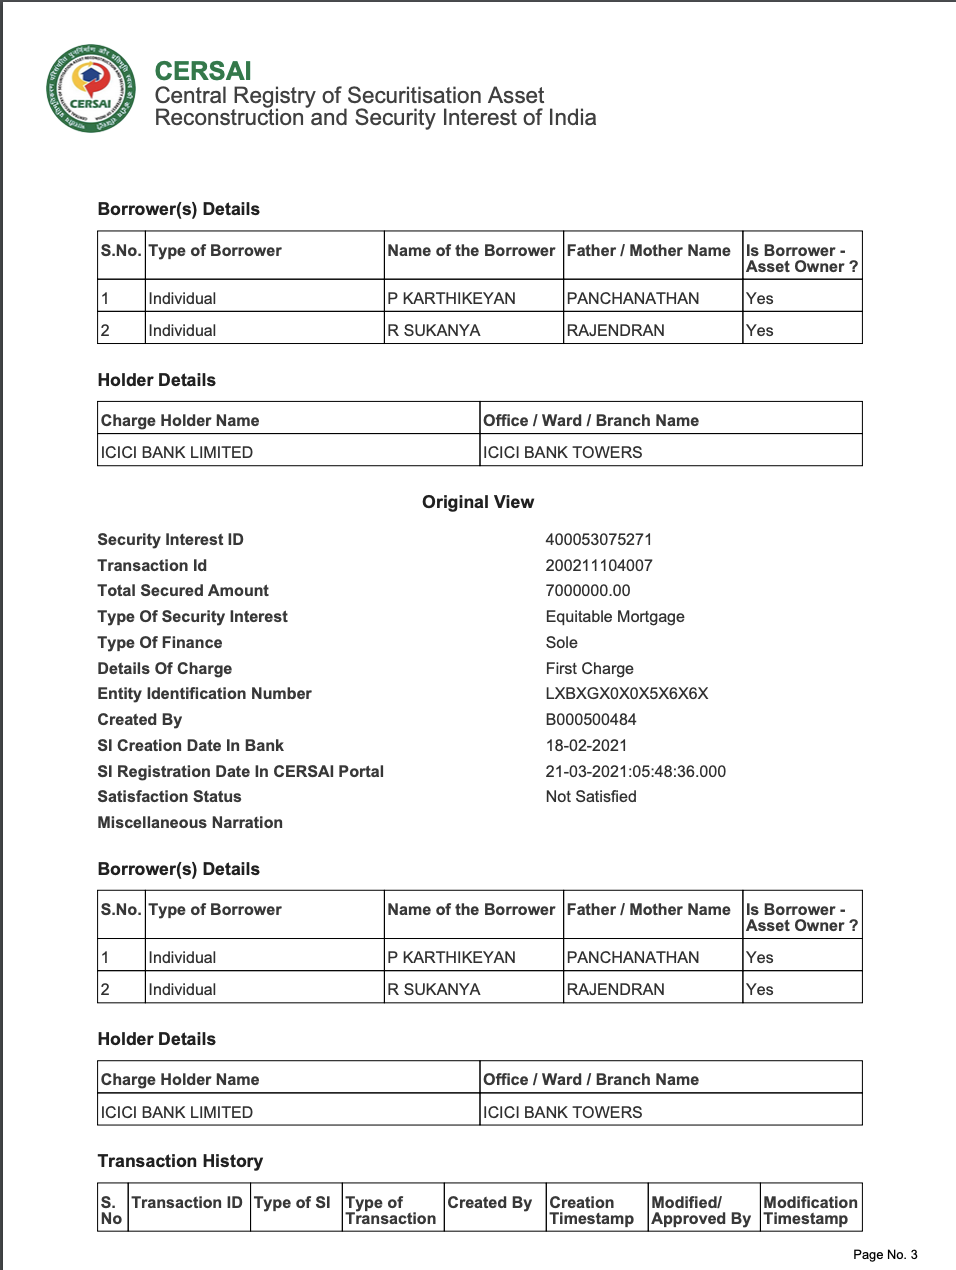 CERSAI
CERSAI
Central Registry of Securitisation Asset
Reconstruction and Security Interest of India
Borrower(s) Details
S.No. Type of Borrower Name of the Borrower Father / Mother Name Is Borrower -
Asset Owner ?
1 Individual P KARTHIKEYAN PANCHANATHAN Yes
2 Individual R SUKANYA RAJENDRAN Yes
Holder Details
Charge Holder Name Office / Ward / Branch Name
ICICI BANK LIMITED ICICI BANK TOWERS
Original View
Security Interest ID 400053075271
Transaction Id 200211104007
Total Secured Amount 7000000.00
Type Of Security Interest Equitable Mortgage
Type Of Finance Sole
Details Of Charge First Charge
Entity Identification Number LXBXGX0X0X5X6X6X
Created By B000500484
SI Creation Date In Bank 18-02-2021
SI Registration Date In CERSAI Portal 21-03-2021:05:48:36.000
Satisfaction Status Not Satisfied
Miscellaneous Narration
Borrower(s) Details
S.No. Type of Borrower Name of the Borrower Father / Mother Name Is Borrower -
Asset Owner ?
1 Individual P KARTHIKEYAN PANCHANATHAN Yes
2 Individual R SUKANYA RAJENDRAN Yes
Holder Details
Charge Holder Name Office / Ward / Branch Name
ICICI BANK LIMITED ICICI BANK TOWERS
Transaction History
S. Transaction ID Type of SI Type of Created By Creation Modified/ Modification
No Transaction Timestamp Approved By Timestamp
Page No. 3